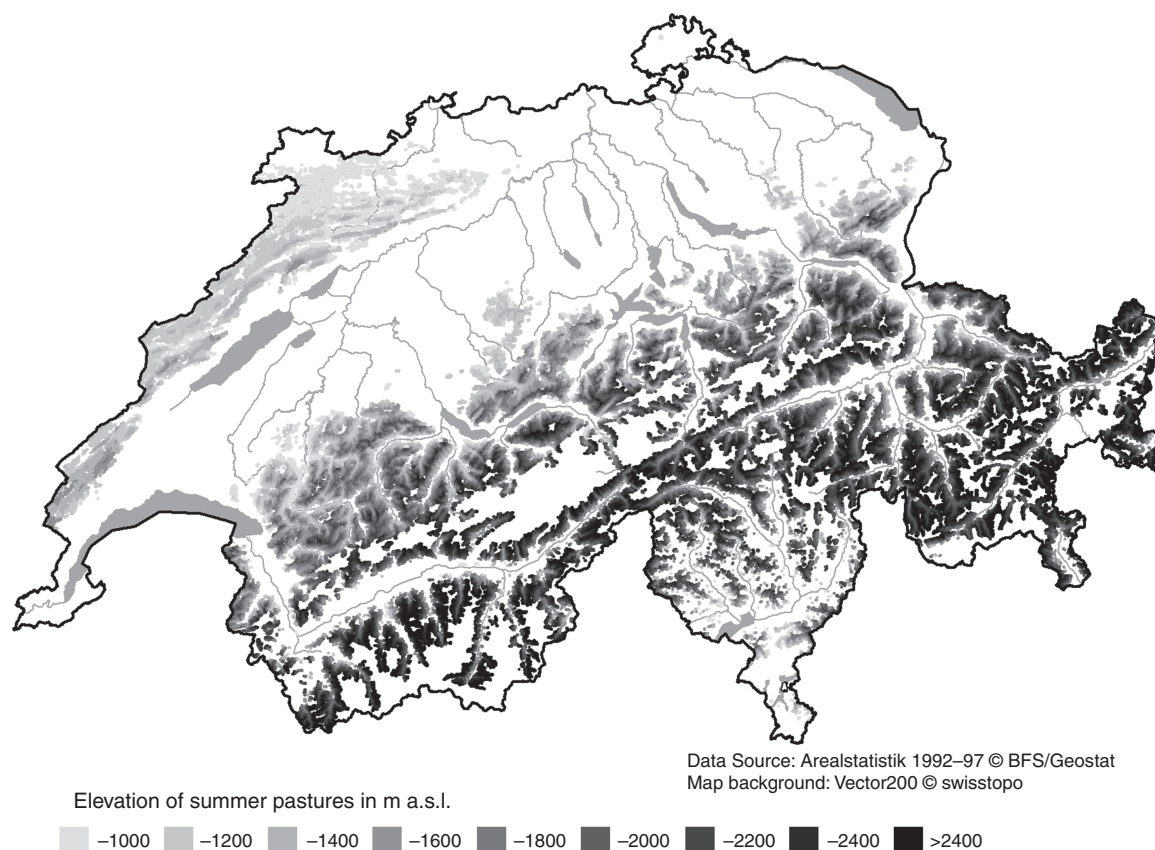 Data Source: Arealstatistik 1992–97 © BFS/Geostat
Map background: Vector200 © swisstopo
Elevation of summer pastures in m a.s.l.
–1000 –1200 –1400 –1600 –1800 –2000 –2200 –2400 >2400